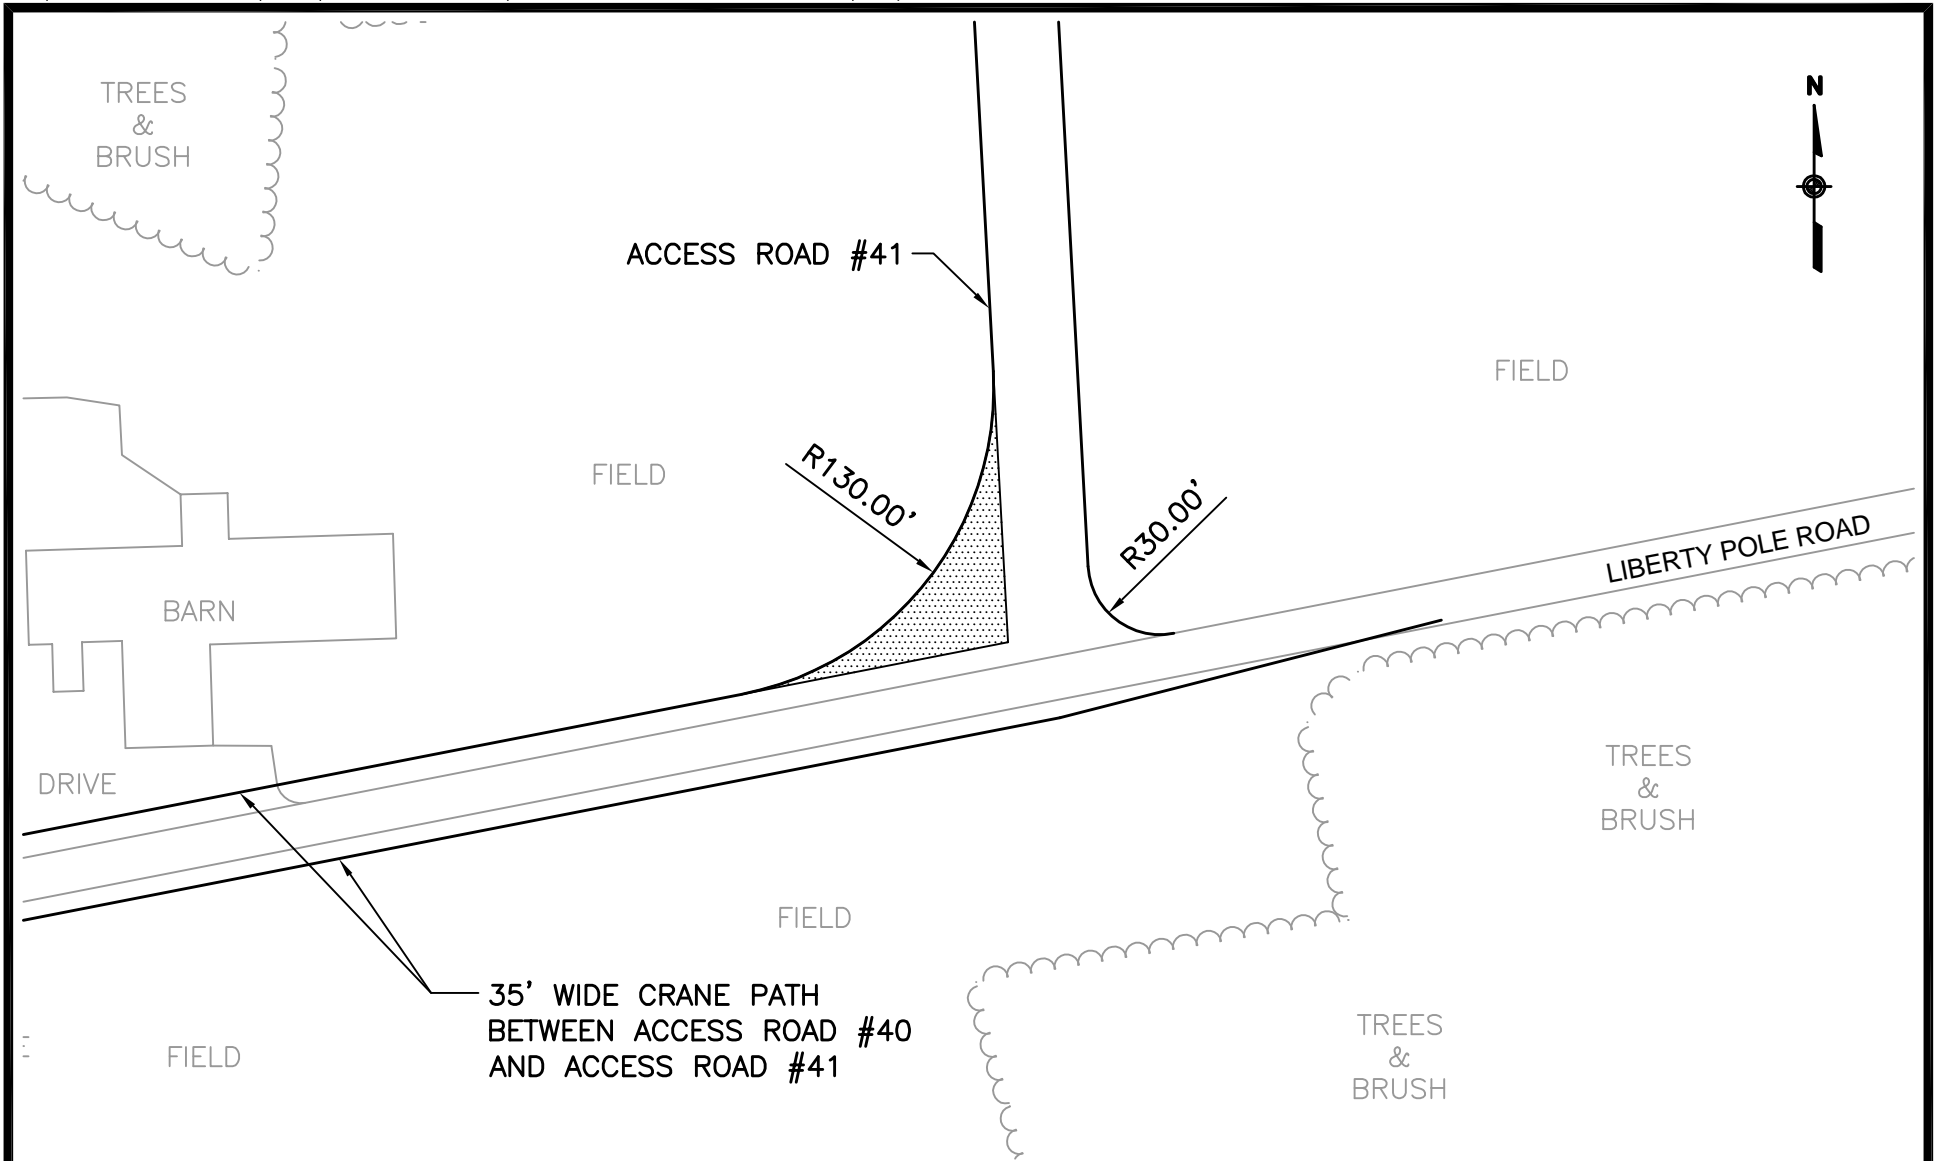 TREES
&
BRUSH
N
ACCESS ROAD #41
FIELD
FIELD
R130.00'
R30.00'
LIBERTY POLE ROAD
BARN
DRIVE
TREES
&
BRUSH
FIELD
35' WIDE CRANE PATH
BETWEEN ACCESS ROAD #40
AND ACCESS ROAD #41
FIELD
TREES
&
BRUSH